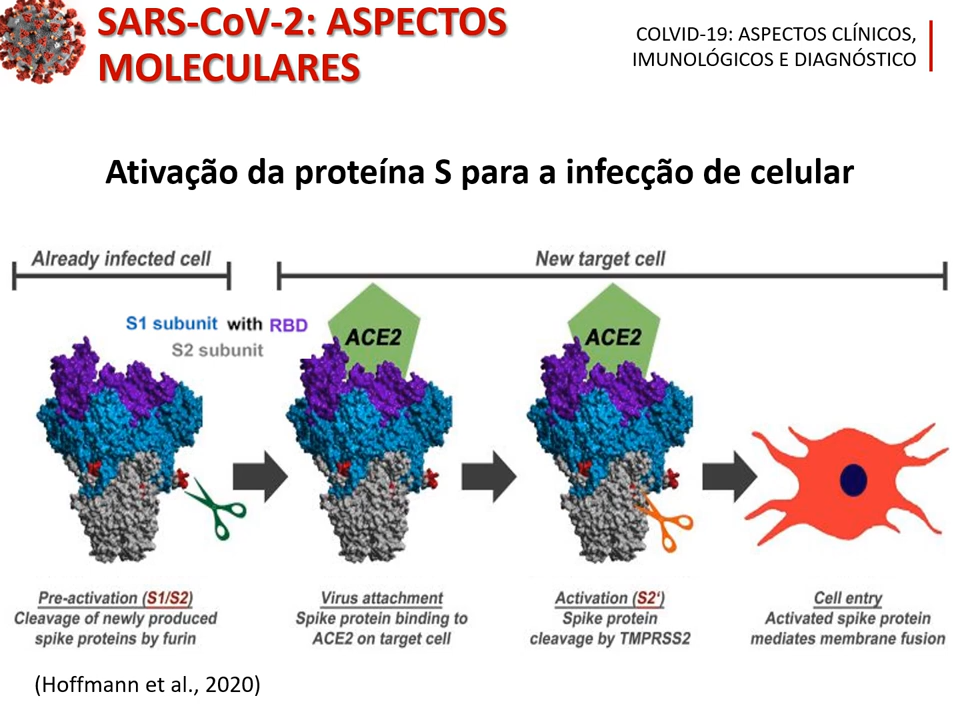 SARS-CoV-2: ASPECTOS
MOLECULARES
COLVID-19: ASPECTOS CLÍNICOS,
IMUNOLÓGICOS E DIAGNÓSTICO
Ativação da proteína S para a infecção de celular
Already infected cell
New target cell
S1 subunit with RBD
S2 subunit
ACE2
ACE2
Pre-activation (S1/S2)
Cleavage of newly produced
spike proteins by furin
Virus attachment
Spike protein binding to
ACE2 on target cell
Activation (S2‘)
Spike protein
cleavage by TMPRSS2
Cell entry
Activated spike protein
mediates membrane fusion
(Hoffmann et al., 2020)